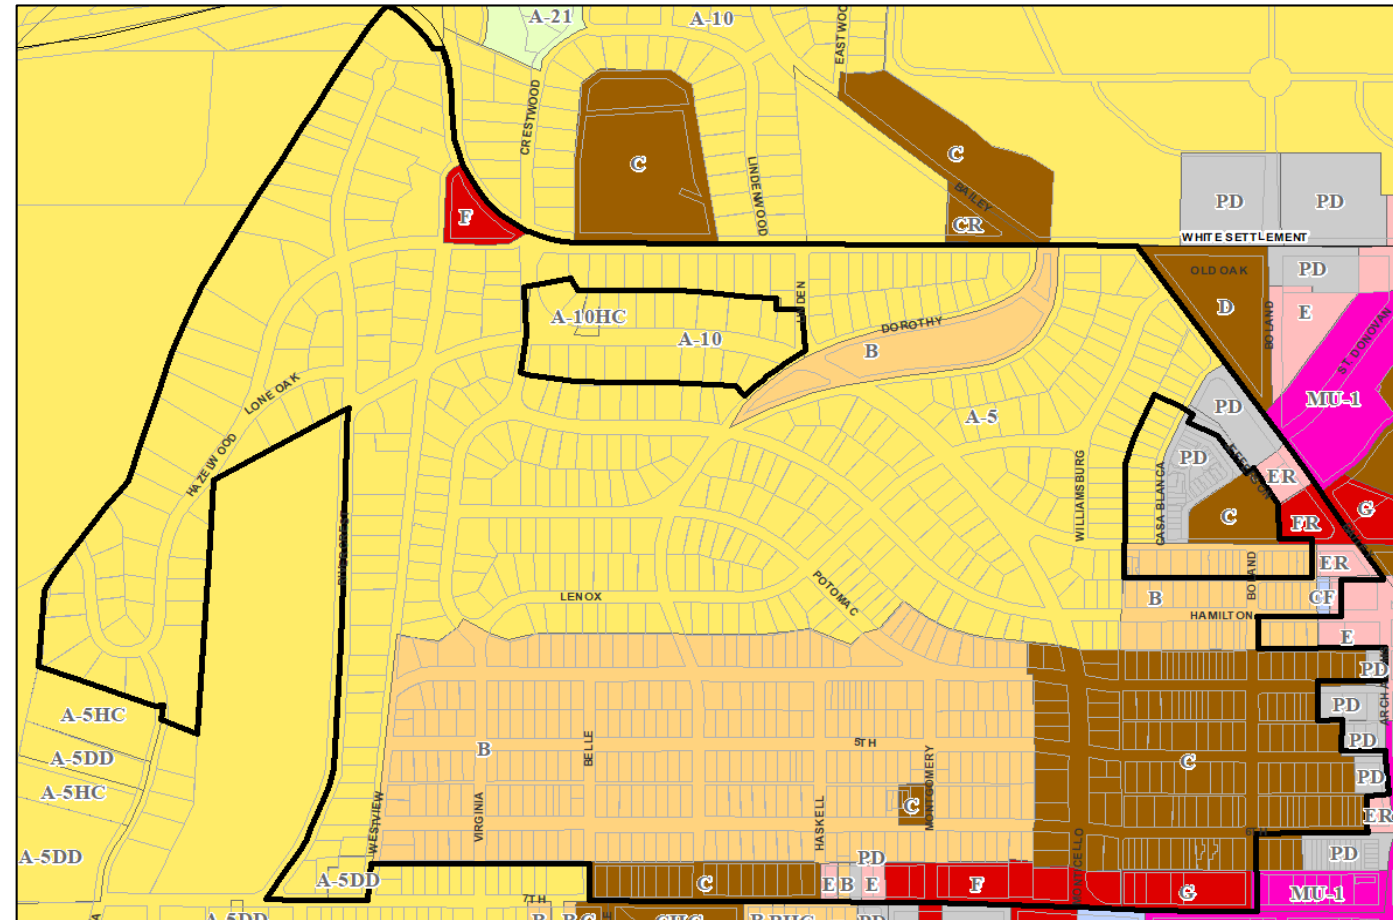 A-21
A-10
EASTWOO
CRESTWOOD
C
LINDENWOOD
C
BAILEY
CR
F
PD
PD
WHITE SETTLEMENT
OLD OAK
PD
D
E
BOLAND
ST. DONOVAN
A-10HC
A-10
DOROTHY
B
MU-1
LONE OAK
A-5
PD
HAZELWOOD
WILLIAMSBURG
CASA BLANCA
PD
ER
C
FR
G
ER
LENOX
POTOMAC
BOLAND
B
CF
HAMILTON
E
PD
A-5HC
PD
A-5DD
B
BELLE
5TH
PD
C
PD
A-5HC
VIRGINIA
HASKELL
MONTGOMERY
C
ER
6TH
WESTVIEW
MONTICELLO
A-5DD
PD
PD
A-5DD
C
E
B
E
F
G
MU-1
7TH
A-5DD
B
PD